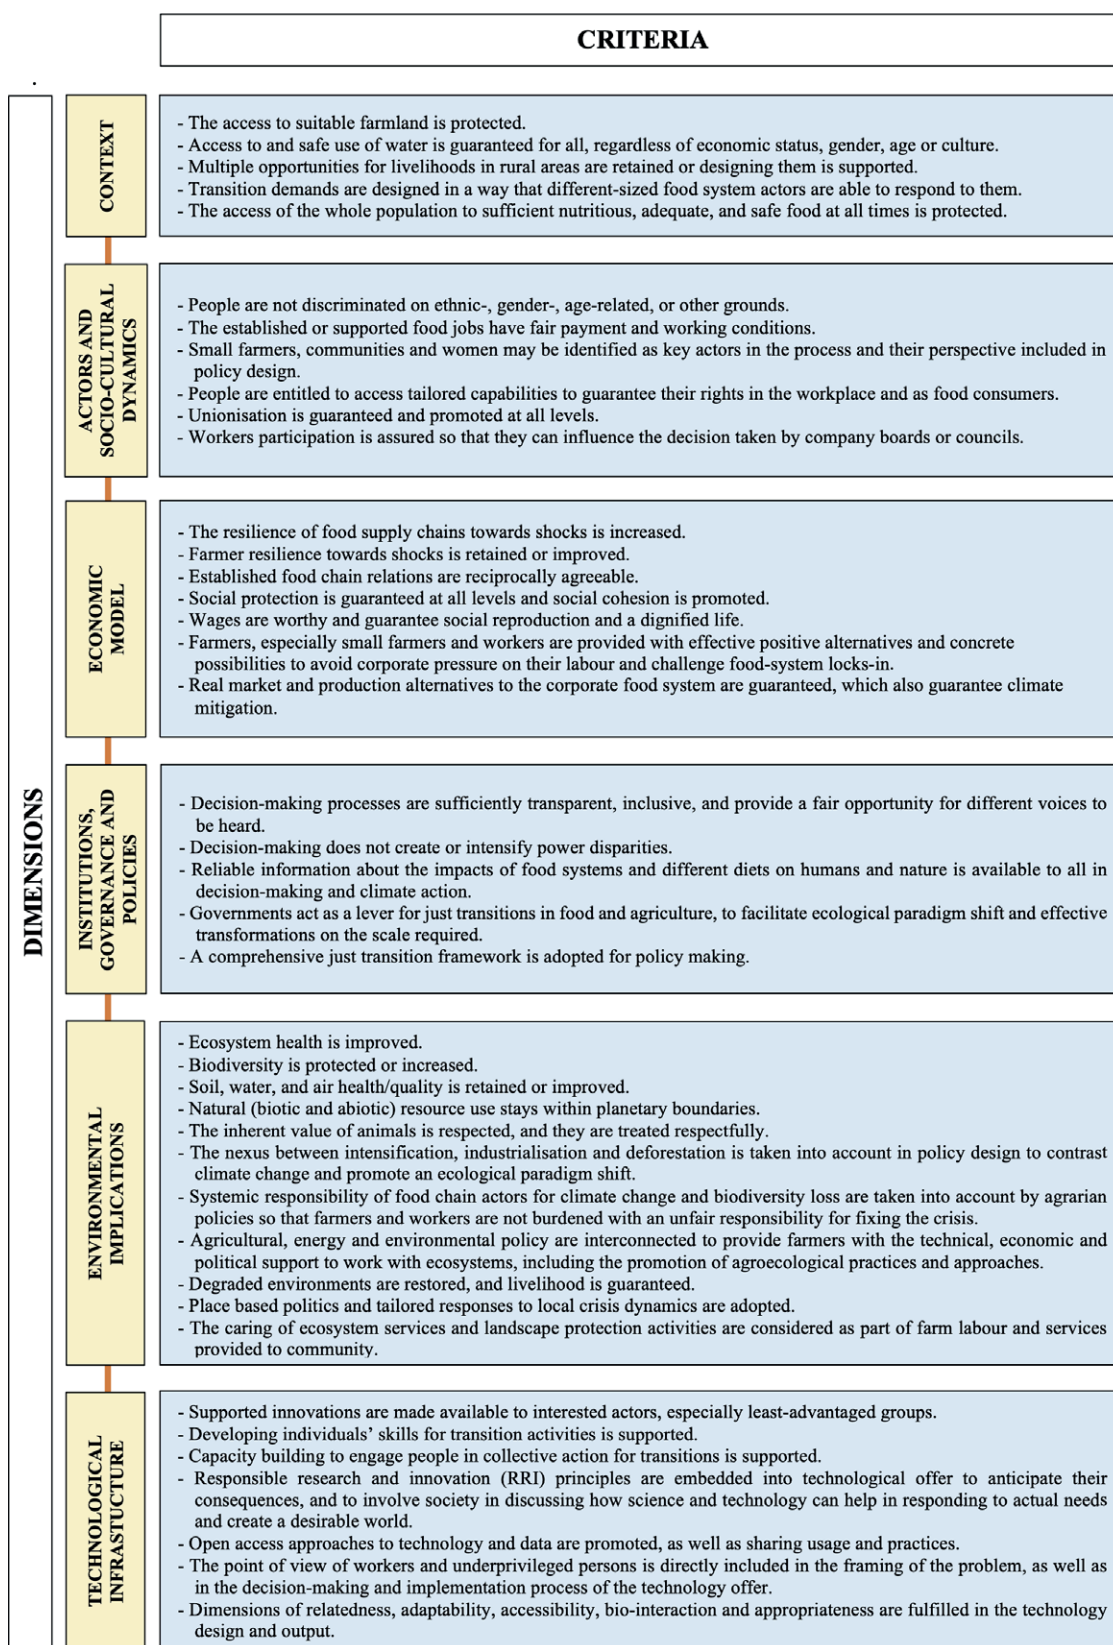 CRITERIA
.
DIMENSIONS
CONTEXT
- The access to suitable farmland is protected.
- Access to and safe use of water is guaranteed for all, regardless of economic status, gender, age or culture.
- Multiple opportunities for livelihoods in rural areas are retained or designing them is supported.
- Transition demands are designed in a way that different-sized food system actors are able to respond to them.
- The access of the whole population to sufficient nutritious, adequate, and safe food at all times is protected.
ACTORS AND
SOCIO-CULTURAL
DYNAMICS
- People are not discriminated on ethnic-, gender-, age-related, or other grounds.
- The established or supported food jobs have fair payment and working conditions.
- Small farmers, communities and women may be identified as key actors in the process and their perspective included in
policy design.
- People are entitled to access tailored capabilities to guarantee their rights in the workplace and as food consumers.
- Unionisation is guaranteed and promoted at all levels.
- Workers participation is assured so that they can influence the decision taken by company boards or councils.
ECONOMIC
MODEL
- The resilience of food supply chains towards shocks is increased.
- Farmer resilience towards shocks is retained or improved.
- Established food chain relations are reciprocally agreeable.
- Social protection is guaranteed at all levels and social cohesion is promoted.
- Wages are worthy and guarantee social reproduction and a dignified life.
- Farmers, especially small farmers and workers are provided with effective positive alternatives and concrete
possibilities to avoid corporate pressure on their labour and challenge food-system locks-in.
- Real market and production alternatives to the corporate food system are guaranteed, which also guarantee climate
mitigation.
INSTITUTIONS,
GOVERNANCE AND
POLICIES
- Decision-making processes are sufficiently transparent, inclusive, and provide a fair opportunity for different voices to
be heard.
- Decision-making does not create or intensify power disparities.
- Reliable information about the impacts of food systems and different diets on humans and nature is available to all in
decision-making and climate action.
- Governments act as a lever for just transitions in food and agriculture, to facilitate ecological paradigm shift and effective
transformations on the scale required.
- A comprehensive just transition framework is adopted for policy making.
ENVIRONMENTAL
IMPLICATIONS
- Ecosystem health is improved.
- Biodiversity is protected or increased.
- Soil, water, and air health/quality is retained or improved.
- Natural (biotic and abiotic) resource use stays within planetary boundaries.
- The inherent value of animals is respected, and they are treated respectfully.
- The nexus between intensification, industrialisation and deforestation is taken into account in policy design to contrast
climate change and promote an ecological paradigm shift.
- Systemic responsibility of food chain actors for climate change and biodiversity loss are taken into account by agrarian
policies so that farmers and workers are not burdened with an unfair responsibility for fixing the crisis.
- Agricultural, energy and environmental policy are interconnected to provide farmers with the technical, economic and
political support to work with ecosystems, including the promotion of agroecological practices and approaches.
- Degraded environments are restored, and livelihood is guaranteed.
- Place based politics and tailored responses to local crisis dynamics are adopted.
- The caring of ecosystem services and landscape protection activities are considered as part of farm labour and services
provided to community.
TECHNOLOGICAL
INFRASTUCTURE
- Supported innovations are made available to interested actors, especially least-advantaged groups.
- Developing individuals’ skills for transition activities is supported.
- Capacity building to engage people in collective action for transitions is supported.
- Responsible research and innovation (RRI) principles are embedded into technological offer to anticipate their
consequences, and to involve society in discussing how science and technology can help in responding to actual needs
and create a desirable world.
- Open access approaches to technology and data are promoted, as well as sharing usage and practices.
- The point of view of workers and underprivileged persons is directly included in the framing of the problem, as well as
in the decision-making and implementation process of the technology offer.
- Dimensions of relatedness, adaptability, accessibility, bio-interaction and appropriateness are fulfilled in the technology
design and output.